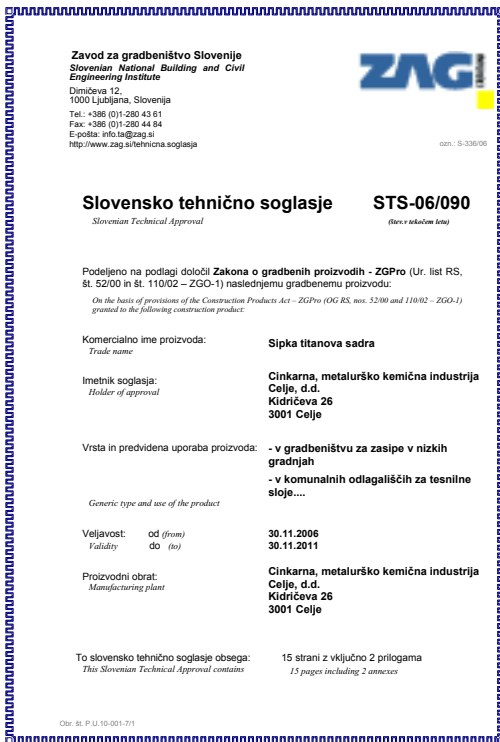 Zavod za gradbeništvo Slovenije
Slovenian National Building and Civil
Engineering Institute
Dimičeva 12,
1000 Ljubljana, Slovenija
Tel.: +386 (0)1-280 43 61
Fax: +386 (0)1-280 44 84
E-pošta: info.ta@zag.si
http://www.zag.si/tehnicna.soglasja
ZAG
ozn.: S-336/06
Slovensko tehnično soglasje STS-06/090
Slovenian Technical Approval (štev.v tekočem letu)
Podeljeno na podlagi določil Zakona o gradbenih proizvodih - ZGPro (Ur. list RS,
št. 52/00 in št. 110/02 – ZGO-1) naslednjemu gradbenemu proizvodu:
On the basis of provisions of the Construction Products Act – ZGPro (OG RS, nos. 52/00 and 110/02 – ZGO-1)
granted to the following construction product:
Komercialno ime proizvoda: Sipka titanova sadra
Trade name
Imetnik soglasja:
Holder of approval
Cinkarna, metalurško kemična industrija
Celje, d.d.
Kidričeva 26
3001 Celje
Vrsta in predvidena uporaba proizvoda:
- v gradbeništvu za zasipe v nizkih
gradnjah
- v komunalnih odlagališčih za tesnilne
sloje....
Generic type and use of the product
Veljavost: od (from) 30.11.2006
Validity do (to) 30.11.2011
Proizvodni obrat:
Manufacturing plant
Cinkarna, metalurško kemična industrija
Celje, d.d.
Kidričeva 26
3001 Celje
To slovensko tehnično soglasje obsega: 15 strani z vključno 2 prilogama
This Slovenian Technical Approval contains 15 pages including 2 annexes
Obr. št. P.U.10-001-7/1